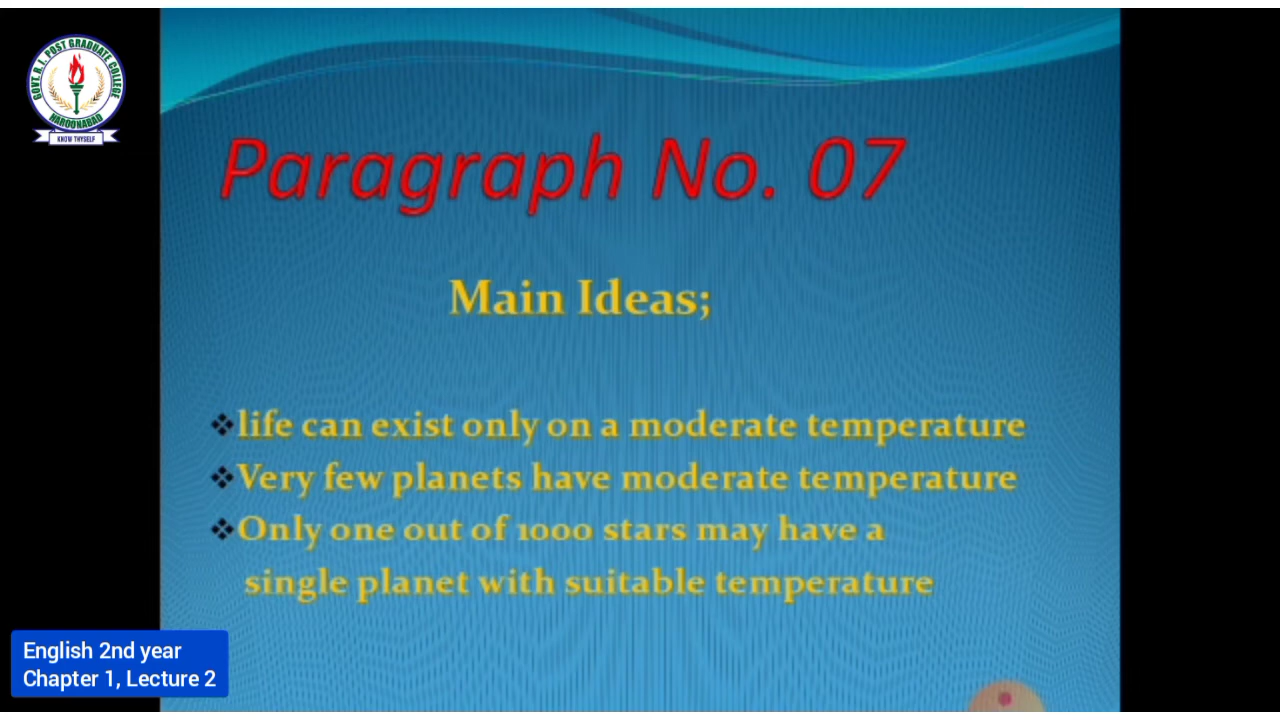 GOVT. R. I. POST GRADUATE COLLEGE
HAROONABAD
KNOW THYSELF
Paragraph No. 07
Main Ideas;
life can exist only on a moderate temperature
Very few planets have moderate temperature
Only one out of 1000 stars may have a
single planet with suitable temperature
English 2nd year
Chapter 1, Lecture 2